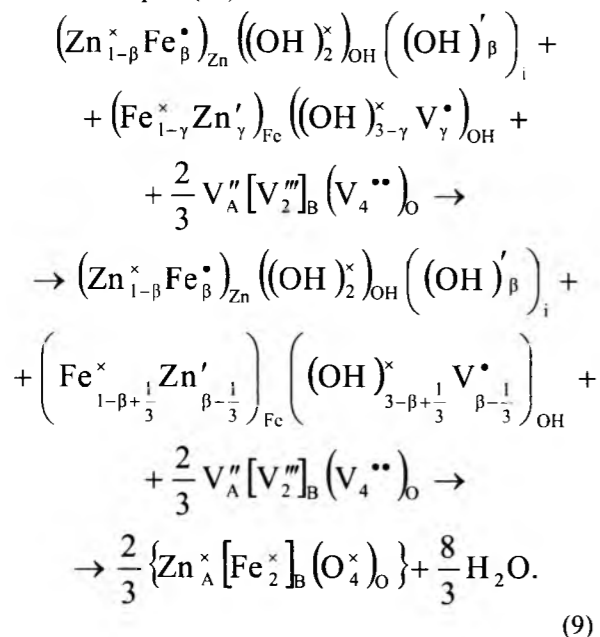 (Zn^×_{1-β}Fe^•_β)_{Zn}((OH)^×_2)_{OH}((OH)^′_β)_i +
+ (Fe^×_{1-γ}Zn^′_γ)_{Fe}((OH)^×_{3-γ}V^•_γ)_{OH} +
+ 2/3 V^″_A[V^‴_2]_B(V_4^{••})_O →
→ (Zn^×_{1-β}Fe^•_β)_{Zn}((OH)^×_2)_{OH}((OH)^′_β)_i +
+ (Fe^×_{1-β+1/3}Zn^′_{β-1/3})_{Fe}((OH)^×_{3-β+1/3}V^•_{β-1/3})_{OH} +
+ 2/3 V^″_A[V^‴_2]_B(V_4^{••})_O →
→ 2/3 {Zn^×_A[Fe^×_2]_B(O^×_4)_O} + 8/3 H_2O.
(9)